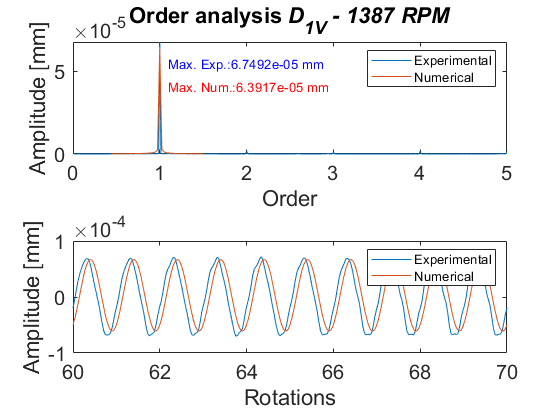 Order analysis D1V - 1387 RPM
×10-5
Amplitude [mm]
5
0
Max. Exp.:6.7492e-05 mm
Max. Num.:6.3917e-05 mm
Experimental
Numerical
0 1 2 3 4 5
Order
×10-4
Amplitude [mm]
1
0
-1
Experimental
Numerical
60 62 64 66 68 70
Rotations